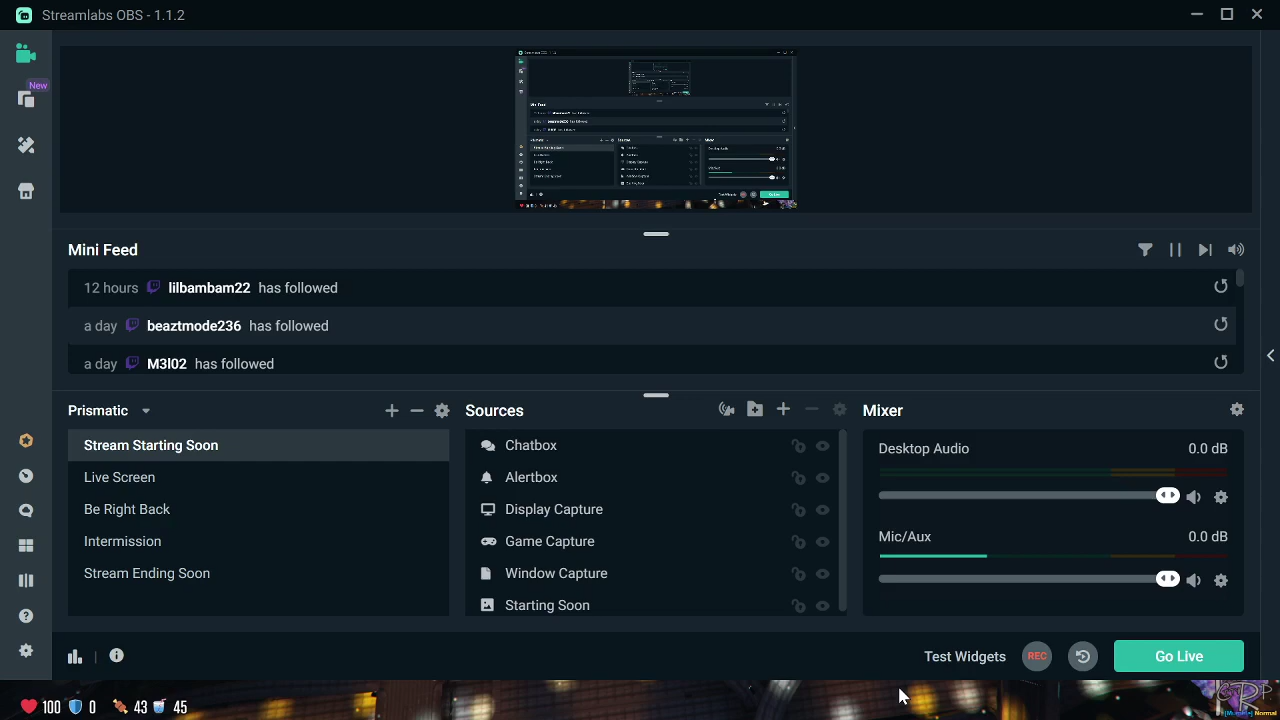 Streamlabs OBS - 1.1.2
New
Mini Feed
12 hours lilbambam22 has followed
a day beaztmode236 has followed
a day M3l02 has followed
Prismatic
Sources
Mixer
Stream Starting Soon
Live Screen
Be Right Back
Intermission
Stream Ending Soon
Chatbox
Alertbox
Display Capture
Game Capture
Window Capture
Starting Soon
Desktop Audio 0.0 dB
Mic/Aux 0.0 dB
Test Widgets
REC
Go Live
100 0 43 45
Normal